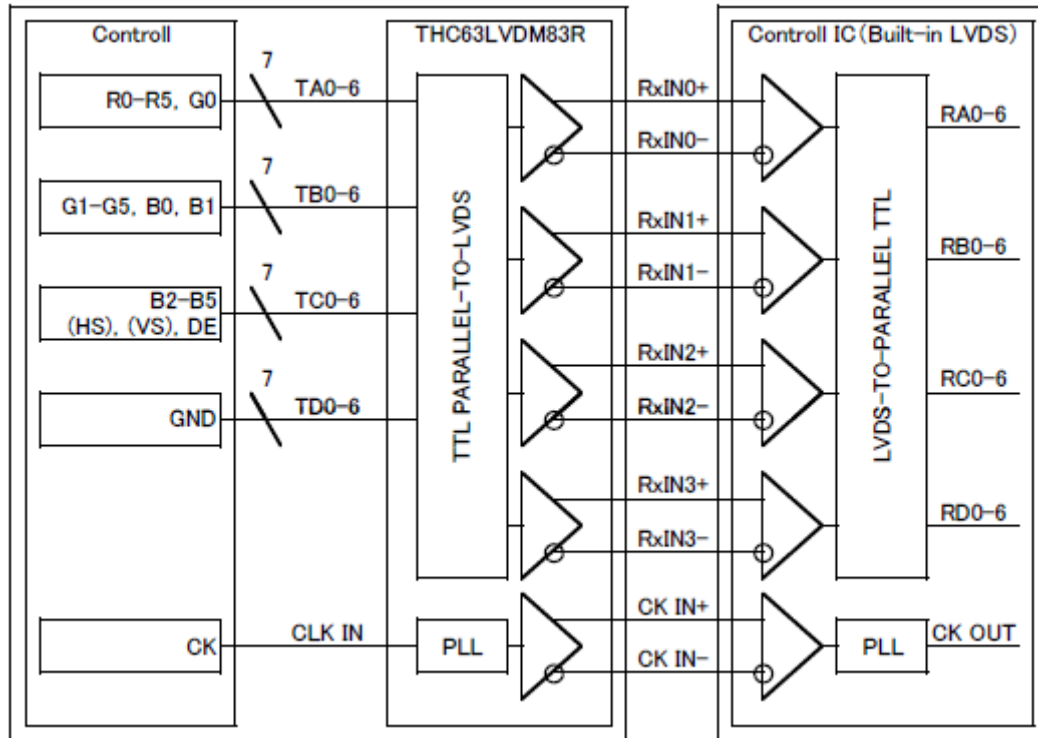 Controll
THC63LVDM83R
Controll IC(Built-in LVDS)
7
R0-R5, G0
TA0-6
RxIN0+
RxIN0-
RA0-6
7
G1-G5, B0, B1
TB0-6
RxIN1+
RxIN1-
RB0-6
7
B2-B5
(HS), (VS), DE
TC0-6
RxIN2+
RxIN2-
RC0-6
7
GND
TD0-6
RxIN3+
RxIN3-
RD0-6
TTL PARALLEL-TO-LVDS
LVDS-TO-PARALLEL TTL
CK
CLK IN
PLL
CK IN+
CK IN-
PLL
CK OUT